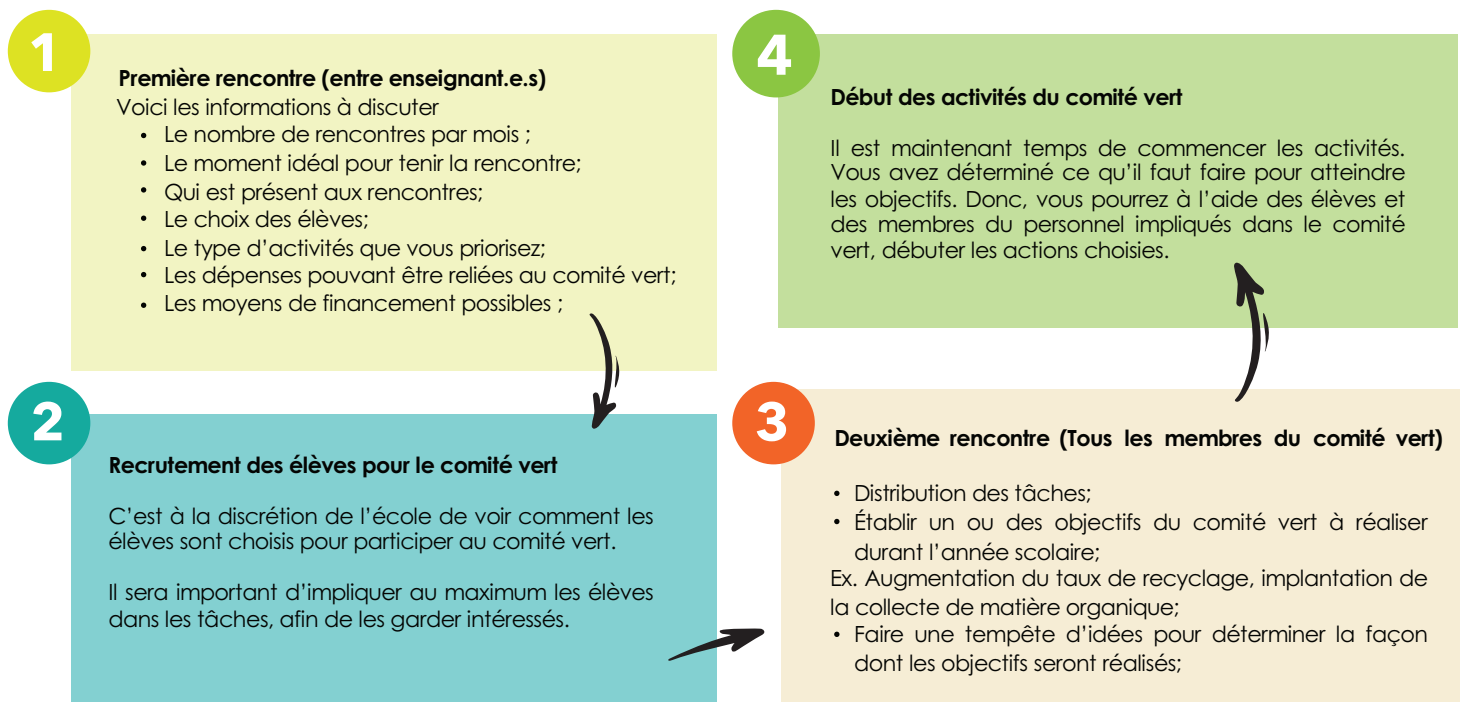 1
Première rencontre (entre enseignant.e.s)
Voici les informations à discuter
• Le nombre de rencontres par mois ;
• Le moment idéal pour tenir la rencontre;
• Qui est présent aux rencontres;
• Le choix des élèves;
• Le type d'activités que vous priorisez;
• Les dépenses pouvant être reliées au comité vert;
• Les moyens de financement possibles ;
2
Recrutement des élèves pour le comité vert
C'est à la discrétion de l'école de voir comment les
élèves sont choisis pour participer au comité vert.
Il sera important d'impliquer au maximum les élèves
dans les tâches, afin de les garder intéressés.
3
Deuxième rencontre (Tous les membres du comité vert)
• Distribution des tâches;
• Établir un ou des objectifs du comité vert à réaliser
durant l'année scolaire;
Ex. Augmentation du taux de recyclage, implantation de
la collecte de matière organique;
• Faire une tempête d'idées pour déterminer la façon
dont les objectifs seront réalisés;
4
Début des activités du comité vert
Il est maintenant temps de commencer les activités.
Vous avez déterminé ce qu'il faut faire pour atteindre
les objectifs. Donc, vous pourrez à l'aide des élèves et
des membres du personnel impliqués dans le comité
vert, débuter les actions choisies.